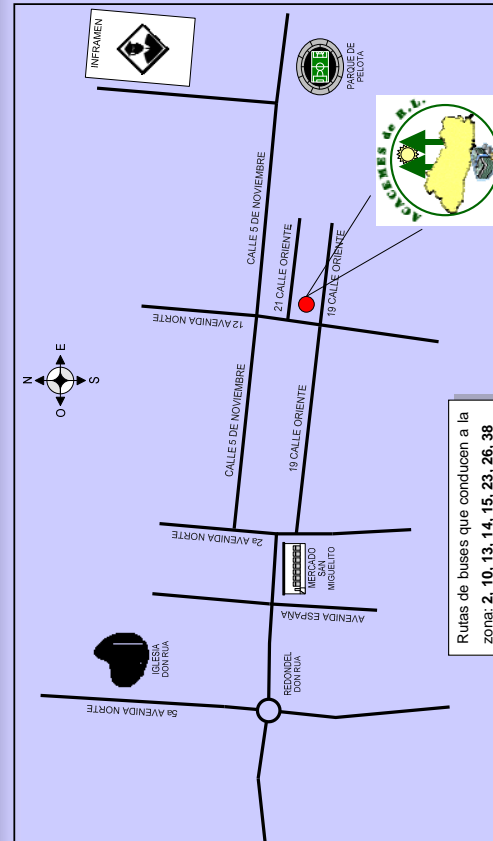 INFRAMEN
PARQUE DE
PELOTA
ACACEMES de R.L.
CALLE 5 DE NOVIEMBRE
21 CALLE ORIENTE
19 CALLE ORIENTE
12 AVENIDA NORTE
N
O
E
S
CALLE 5 DE NOVIEMBRE
19 CALLE ORIENTE
2a AVENIDA NORTE
MERCADO
SAN
MIGUELITO
AVENIDA ESPAÑA
IGLESIA
DON RUA
REDONDEL
DON RUA
5a AVENIDA NORTE
Rutas de buses que conducen a la
zona: 2, 10, 13, 14, 15, 23, 26, 38